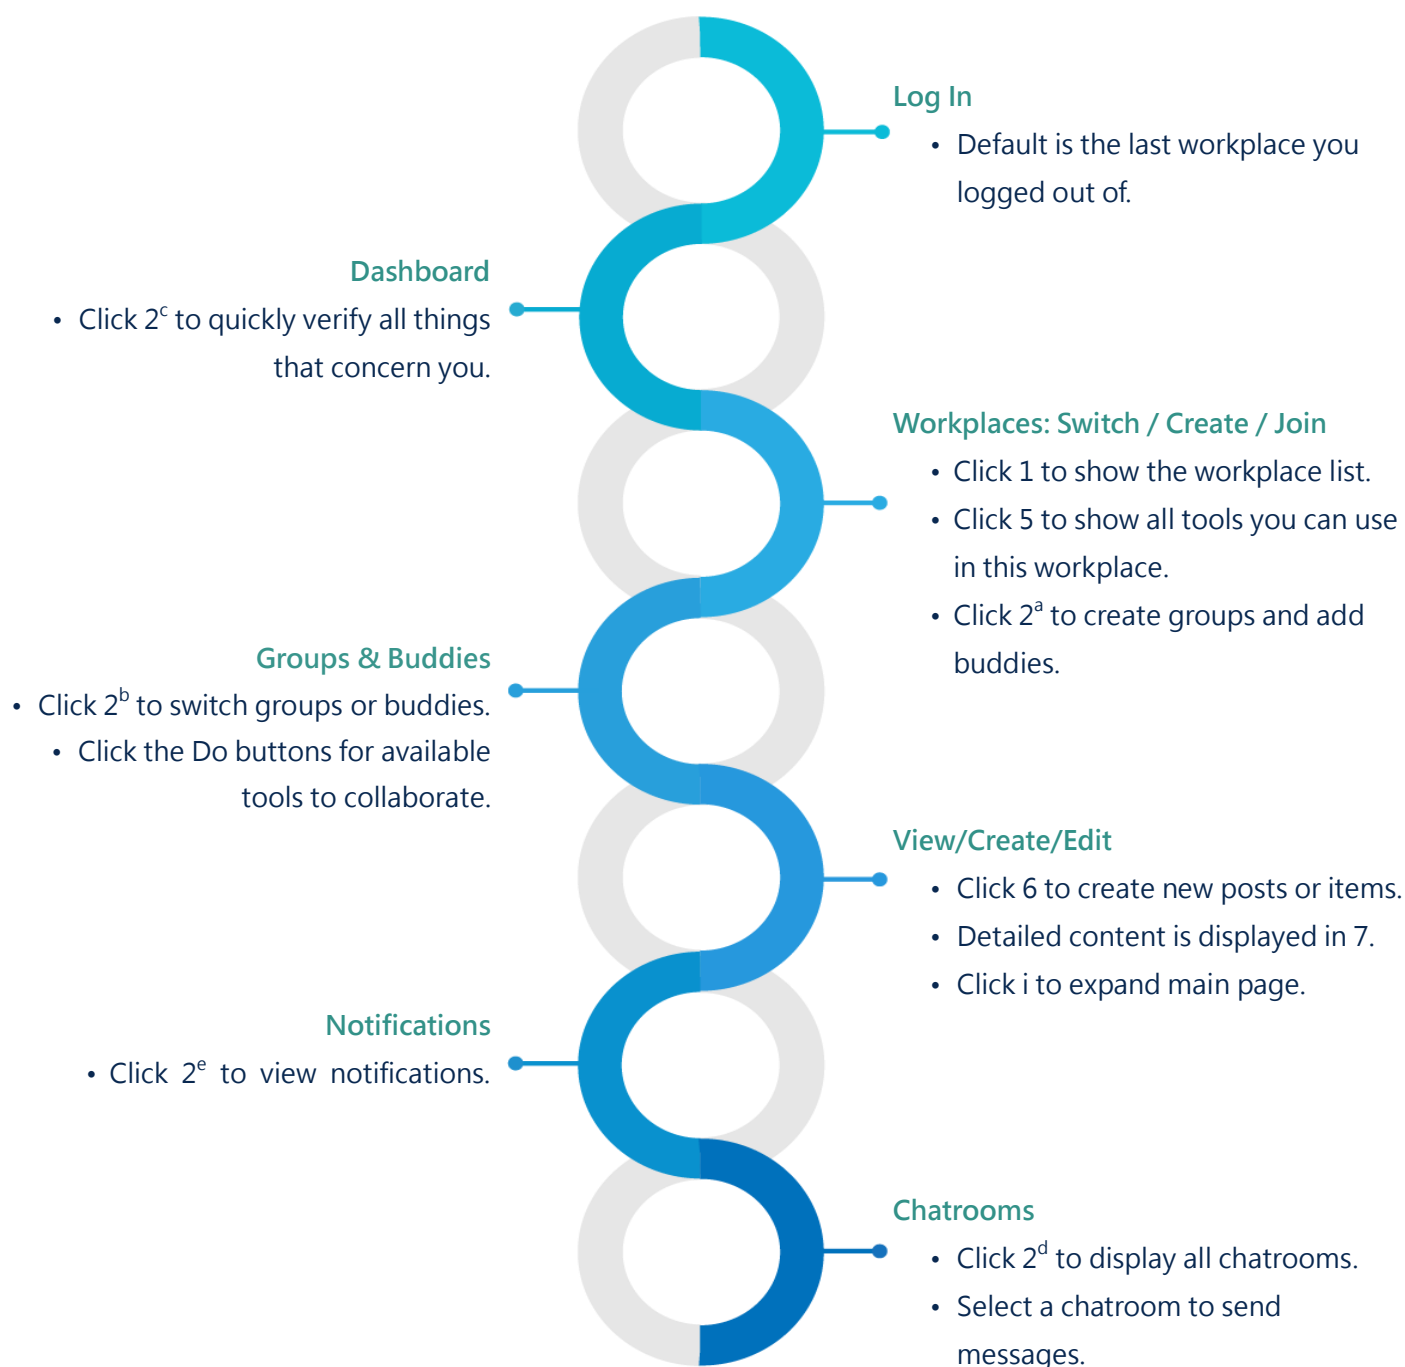 Log In
• Default is the last workplace you
logged out of.
Dashboard
• Click 2ᶜ to quickly verify all things
that concern you.
Workplaces: Switch / Create / Join
• Click 1 to show the workplace list.
• Click 5 to show all tools you can use
in this workplace.
• Click 2ᵃ to create groups and add
buddies.
Groups & Buddies
• Click 2ᵇ to switch groups or buddies.
• Click the Do buttons for available
tools to collaborate.
View/Create/Edit
• Click 6 to create new posts or items.
• Detailed content is displayed in 7.
• Click i to expand main page.
Notifications
• Click 2ᵉ to view notifications.
Chatrooms
• Click 2ᵈ to display all chatrooms.
• Select a chatroom to send
messages.